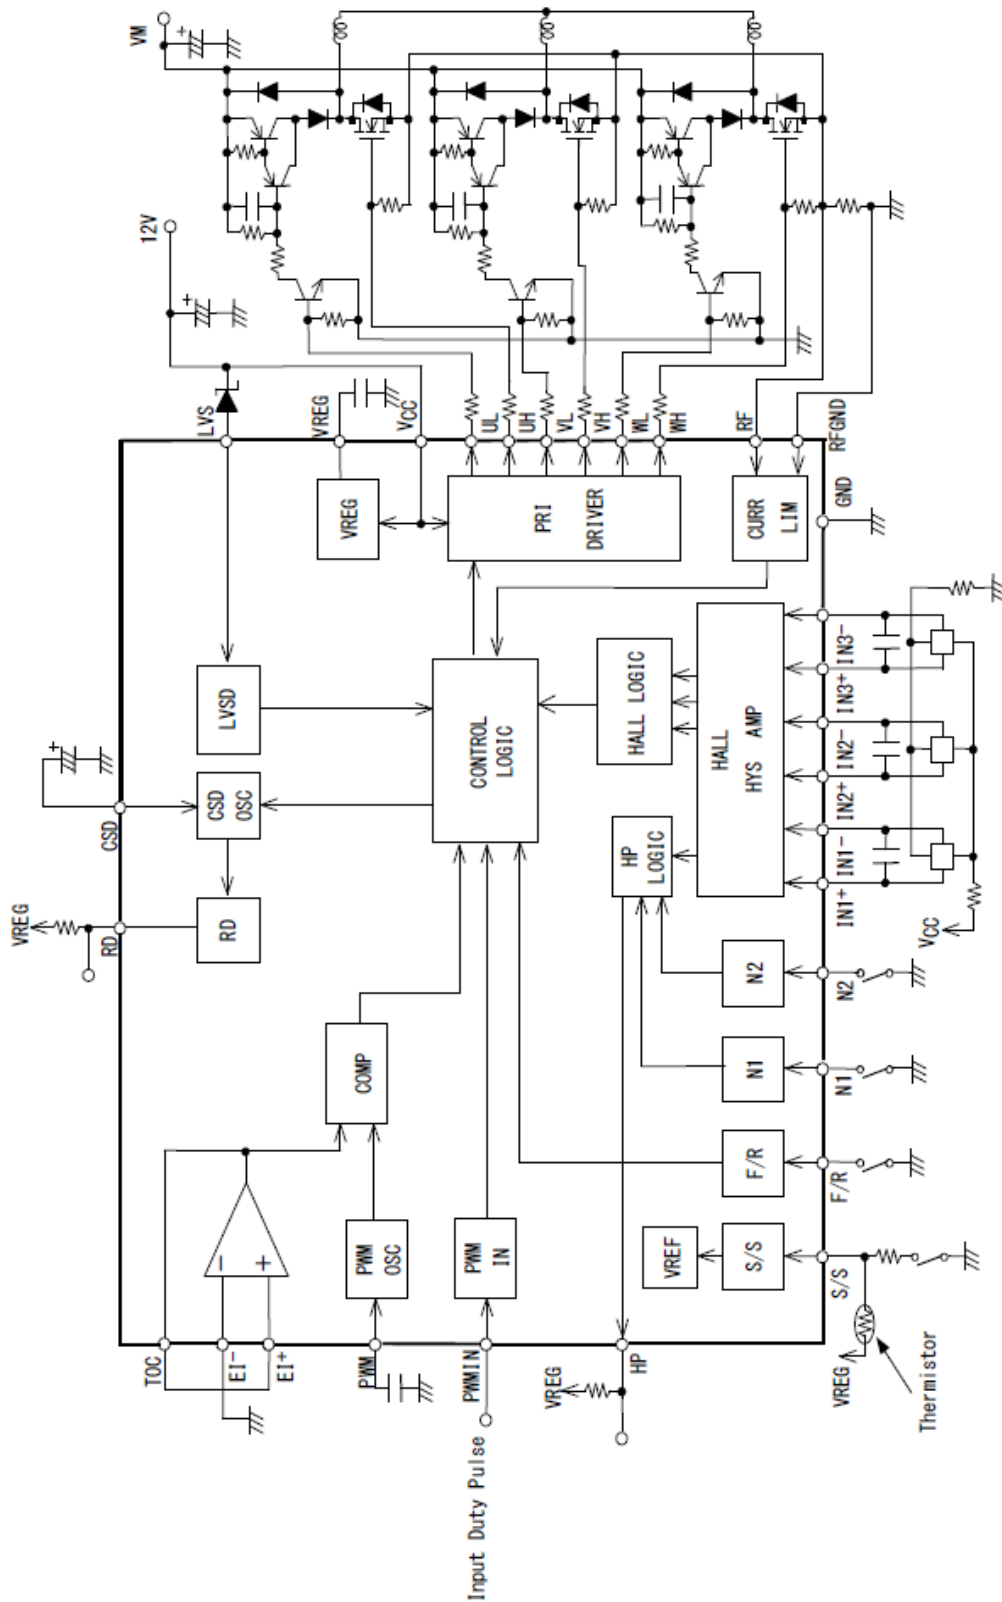 VM
12V
LVS
VREG
VCC
UL
UH
VL
VH
WL
WH
RF
RFGND
GND
VREG
PRI
DRIVER
CURR
LIM
LVSD
CONTROL
LOGIC
HALL LOGIC
HALL
HYS AMP
IN3-
IN3+
IN2-
IN2+
IN1-
IN1+
VCC
CSD
CSD
OSC
HP
LOGIC
VREG
RD
RD
N2
N2
COMP
N1
N1
F/R
F/R
-
+
PWM
OSC
PWM
IN
VREF
S/S
S/S
TOC
EI-
EI+
PWM
PWMIN
HP
VREG
VREG
Thermistor
Input Duty Pulse
+
+
+